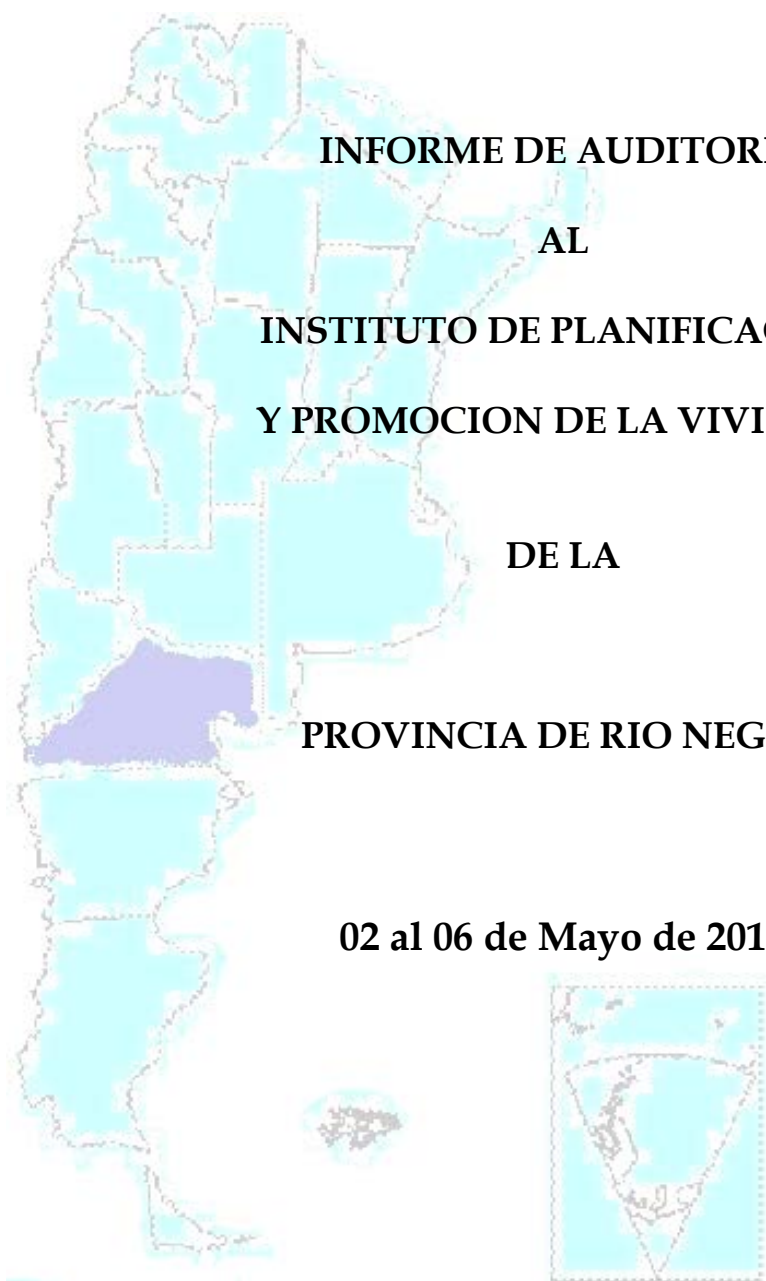 INFORME DE AUDITORI
AL
INSTITUTO DE PLANIFICA
Y PROMOCION DE LA VIVI
DE LA
PROVINCIA DE RIO NEG
02 al 06 de Mayo de 201